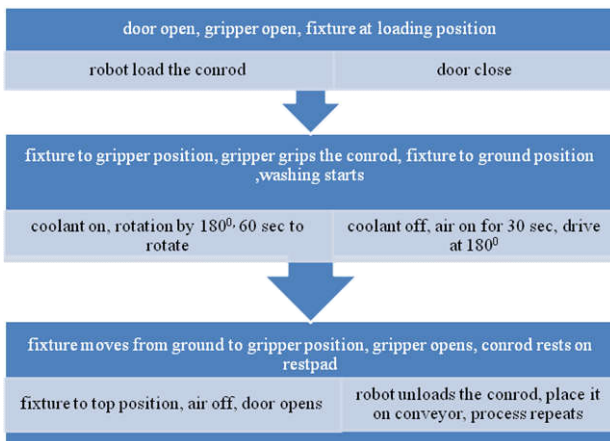 door open, gripper open, fixture at loading position
robot load the conrod
door close
fixture to gripper position, gripper grips the conrod, fixture to ground position
,washing starts
coolant on, rotation by 180⁰, 60 sec to
rotate
coolant off, air on for 30 sec, drive
at 180⁰
fixture moves from ground to gripper position, gripper opens, conrod rests on
restpad
fixture to top position, air off, door opens
robot unloads the conrod, place it
on conveyor, process repeats